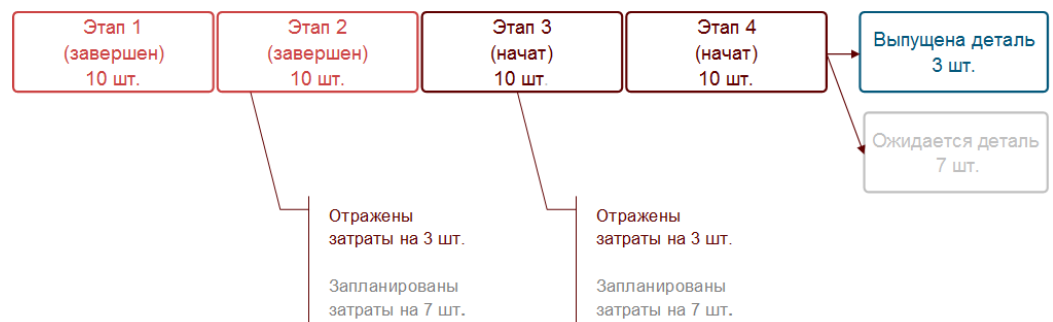 Этап 1
(завершен)
10 шт.
Этап 2
(завершен)
10 шт.
Этап 3
(начат)
10 шт.
Этап 4
(начат)
10 шт.
Выпущена деталь
3 шт.
Ожидается деталь
7 шт.
Отражены
затраты на 3 шт.
Запланированы
затраты на 7 шт.
Отражены
затраты на 3 шт.
Запланированы
затраты на 7 шт.